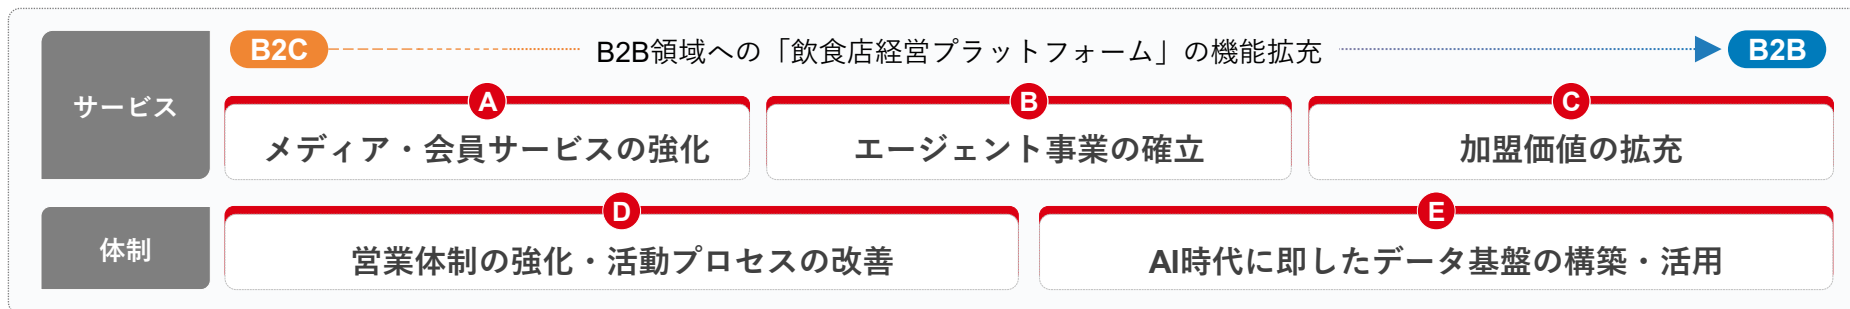 サービス
B2C
B2B領域への「飲食店経営プラットフォーム」の機能拡充
B2B
A
メディア・会員サービスの強化
B
エージェント事業の確立
C
加盟価値の拡充
体制
D
営業体制の強化・活動プロセスの改善
E
AI時代に即したデータ基盤の構築・活用